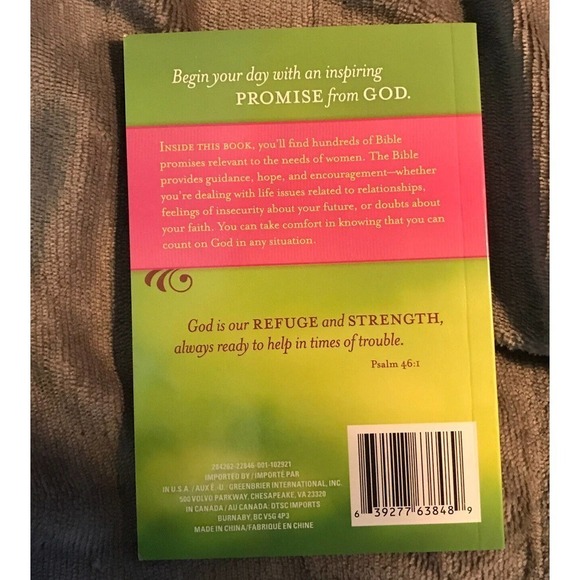 Begin your day with an inspiring
PROMISE from GOD.
INSIDE THIS BOOK, you'll find hundreds of Bible
promises relevant to the needs of women. The Bible
provides guidance, hope, and encouragement—whether
you're dealing with life issues related to relationships,
feelings of insecurity about your future, or doubts about
your faith. You can take comfort in knowing that you can
count on God in any situation.
God is our REFUGE and STRENGTH,
always ready to help in times of trouble.
Psalm 46:1
204262-22846-001-102921
IMPORTED BY / IMPORTÉ PAR
IN U.S.A. / AUX É.-U.: GREENBRIER INTERNATIONAL, INC.
500 VOLVO PARKWAY, CHESAPEAKE, VA 23320
IN CANADA / AU CANADA: DTSC IMPORTS
BURNABY, BC V5G 4P3
MADE IN CHINA/FABRIQUÉ EN CHINE
6 39277 63848 9